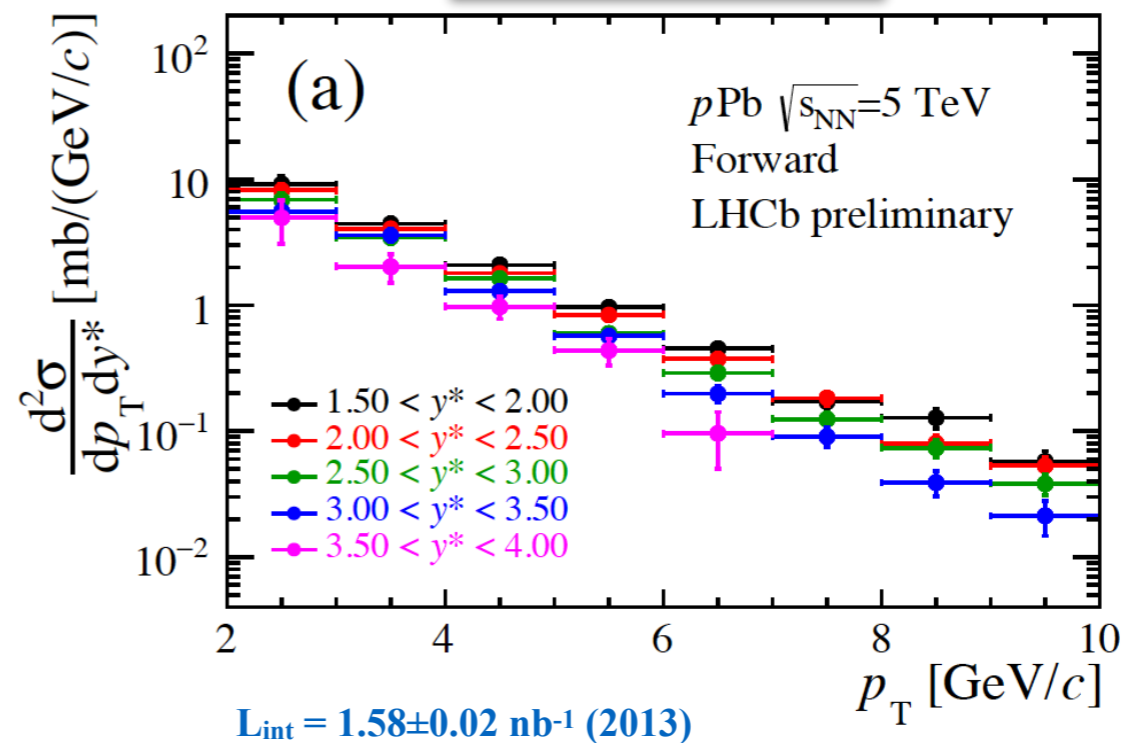 d²σ
dp_T dy* [mb/(GeV/c)]
10²
10
1
10⁻¹
10⁻²
(a)
pPb √s_NN=5 TeV
Forward
LHCb preliminary
1.50 < y* < 2.00
2.00 < y* < 2.50
2.50 < y* < 3.00
3.00 < y* < 3.50
3.50 < y* < 4.00
2 4 6 8 10
p_T [GeV/c]
L_int = 1.58±0.02 nb⁻¹ (2013)